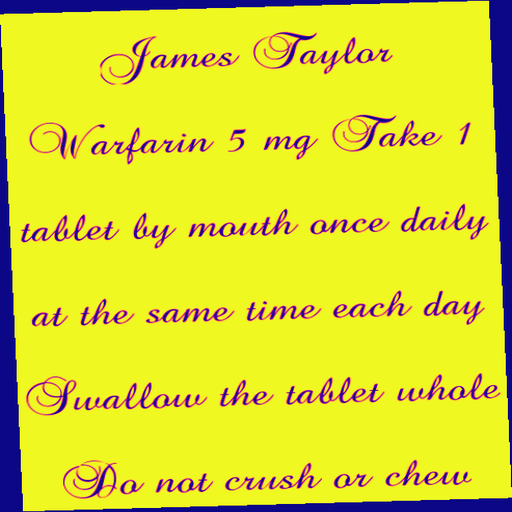 James Taylor
Warfarin 5 mg Take 1
tablet by mouth once daily
at the same time each day
Swallow the tablet whole
Do not crush or chew